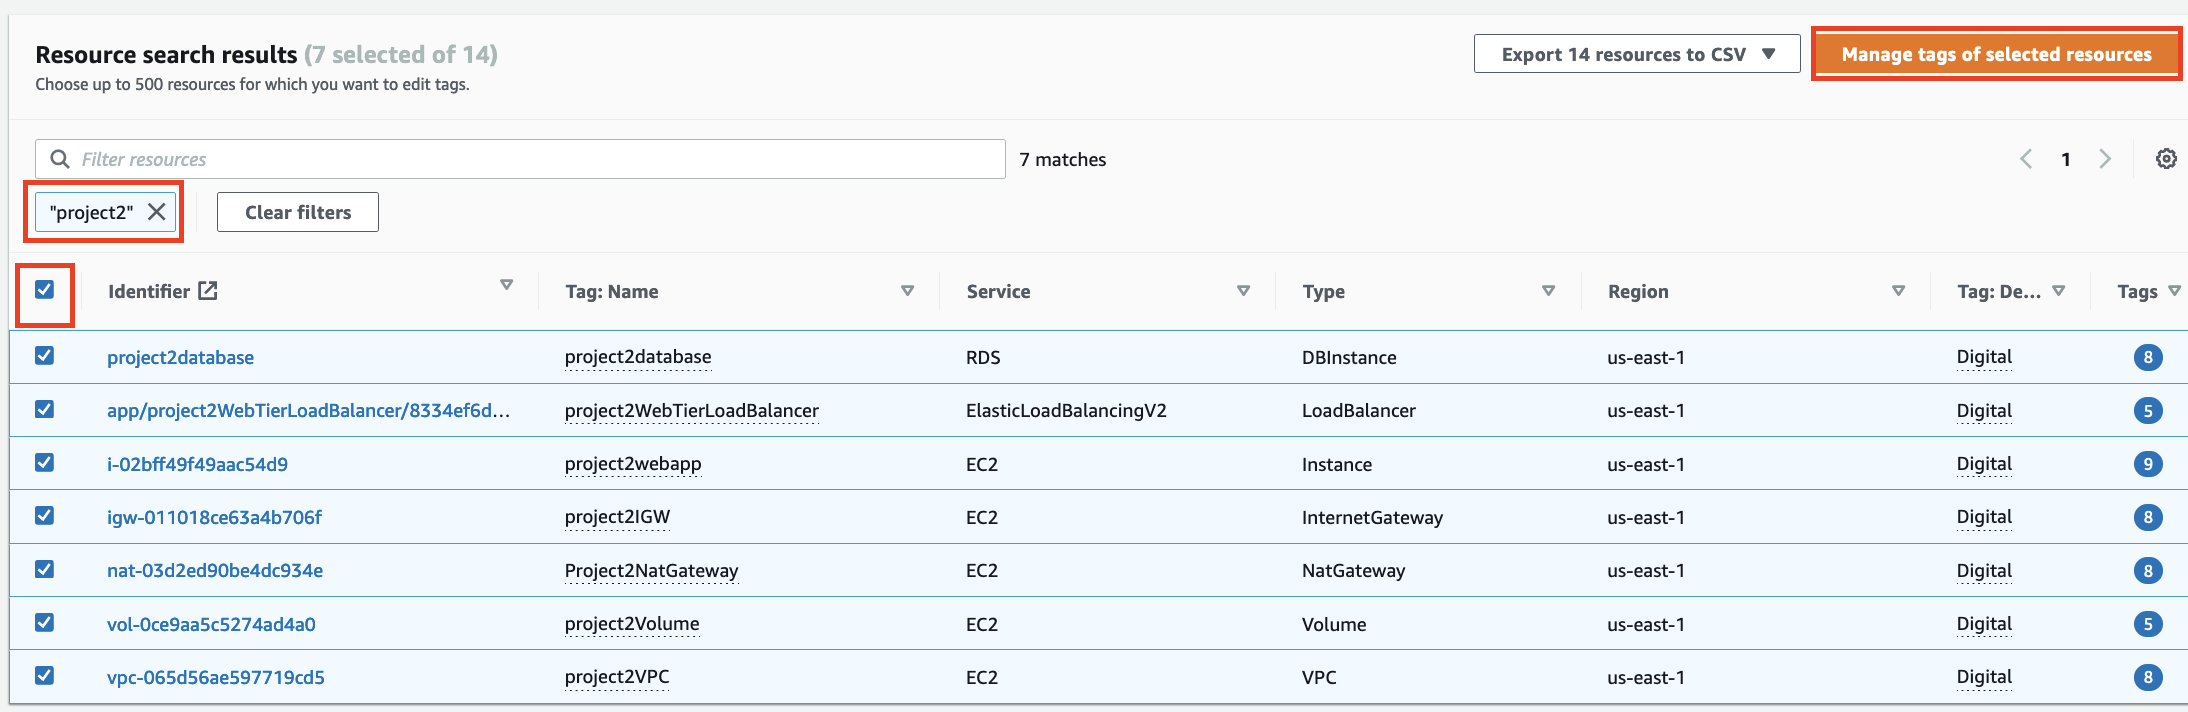 Resource search results (7 selected of 14)
Choose up to 500 resources for which you want to edit tags.
Export 14 resources to CSV
Manage tags of selected resources
Filter resources
7 matches
1
"project2"
Clear filters
Identifier Tag: Name Service Type Region Tag: De... Tags
project2database project2database RDS DBInstance us-east-1 Digital 8
app/project2WebTierLoadBalancer/8334ef6d... project2WebTierLoadBalancer ElasticLoadBalancingV2 LoadBalancer us-east-1 Digital 5
i-02bff49f49aac54d9 project2webapp EC2 Instance us-east-1 Digital 9
igw-011018ce63a4b706f project2IGW EC2 InternetGateway us-east-1 Digital 8
nat-03d2ed90be4dc934e Project2NatGateway EC2 NatGateway us-east-1 Digital 8
vol-0ce9aa5c5274ad4a0 project2Volume EC2 Volume us-east-1 Digital 5
vpc-065d56ae597719cd5 project2VPC EC2 VPC us-east-1 Digital 8